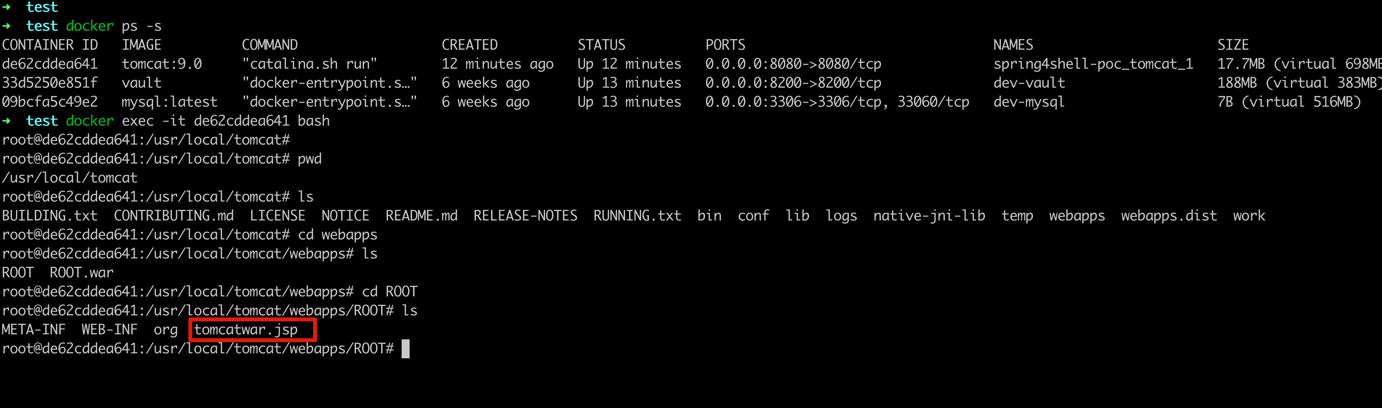 → test
→ test docker ps -s
CONTAINER ID IMAGE COMMAND CREATED STATUS PORTS NAMES SIZE
de62cddea641 tomcat:9.0 "catalina.sh run" 12 minutes ago Up 12 minutes 0.0.0.0:8080->8080/tcp spring4shell-poc_tomcat_1 17.7MB (virtual 698MB
33d5250e851f vault "docker-entrypoint.s…" 6 weeks ago Up 13 minutes 0.0.0.0:8200->8200/tcp dev-vault 188MB (virtual 383MB)
09bcfa5c49e2 mysql:latest "docker-entrypoint.s…" 6 weeks ago Up 13 minutes 0.0.0.0:3306->3306/tcp, 33060/tcp dev-mysql 7B (virtual 516MB)
→ test docker exec -it de62cddea641 bash
root@de62cddea641:/usr/local/tomcat#
root@de62cddea641:/usr/local/tomcat# pwd
/usr/local/tomcat
root@de62cddea641:/usr/local/tomcat# ls
BUILDING.txt CONTRIBUTING.md LICENSE NOTICE README.md RELEASE-NOTES RUNNING.txt bin conf lib logs native-jni-lib temp webapps webapps.dist work
root@de62cddea641:/usr/local/tomcat# cd webapps
root@de62cddea641:/usr/local/tomcat/webapps# ls
ROOT ROOT.war
root@de62cddea641:/usr/local/tomcat/webapps# cd ROOT
root@de62cddea641:/usr/local/tomcat/webapps/ROOT# ls
META-INF WEB-INF org tomcatwar.jsp
root@de62cddea641:/usr/local/tomcat/webapps/ROOT#